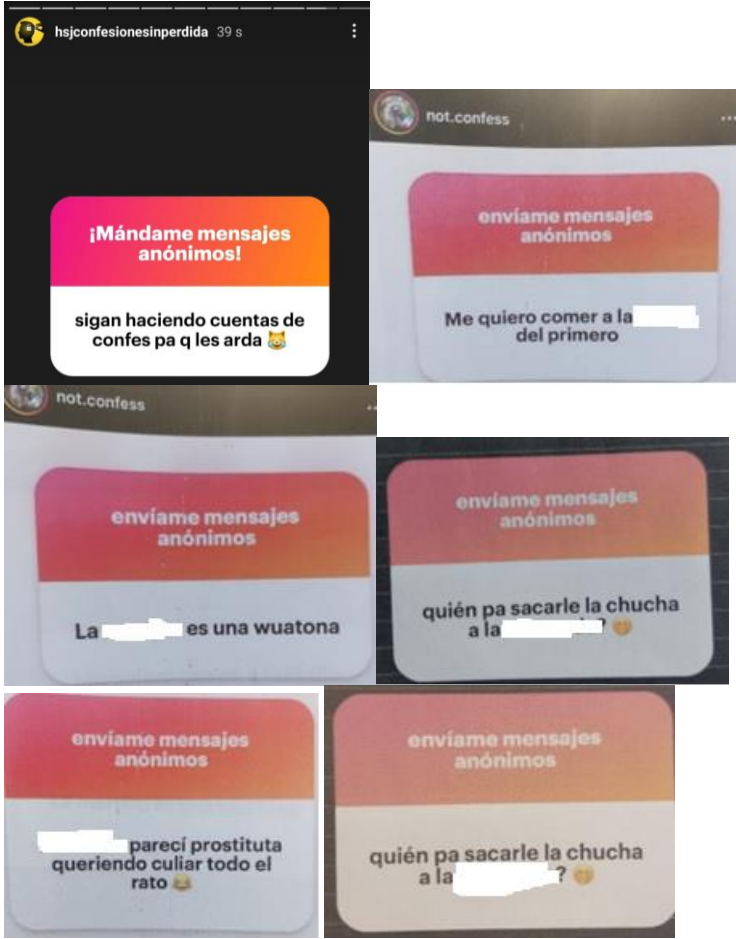 hsjconfesionesinperdida 39 s
¡Mándame mensajes
anónimos!
sigan haciendo cuentas de
confes pa q les arda 😹
not.confess
envíame mensajes
anónimos
Me quiero comer a la
del primero
not.confess
envíame mensajes
anónimos
La es una wuatona
envíame mensajes
anónimos
quién pa sacarle la chucha
a la ? 🤭
envíame mensajes
anónimos
parecí prostituta
queriendo culiar todo el
rato 😂
envíame mensajes
anónimos
quién pa sacarle la chucha
a la ? 🤭